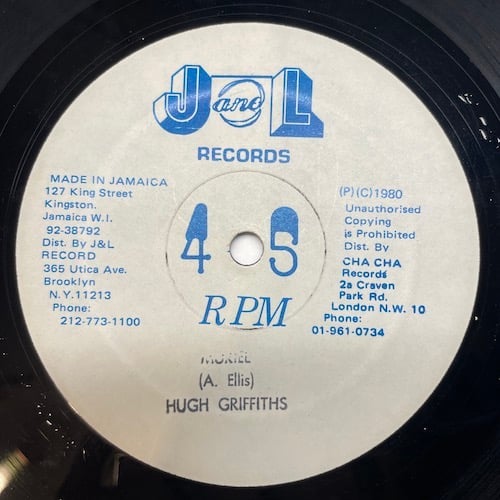 J and L
RECORDS
MADE IN JAMAICA
127 King Street
Kingston.
Jamaica W.I.
92-38792
Dist. By J&L
RECORD
365 Utica Ave.
Brooklyn
N.Y.11213
Phone:
212-773-1100
45
RPM
(P)(C)1980
Unauthorised
Copying
is Prohibited
Dist. By
CHA CHA
Records
2a Craven
Park Rd.
London N.W. 10
Phone:
01-961-0734
MURIEL
(A. Ellis)
HUGH GRIFFITHS